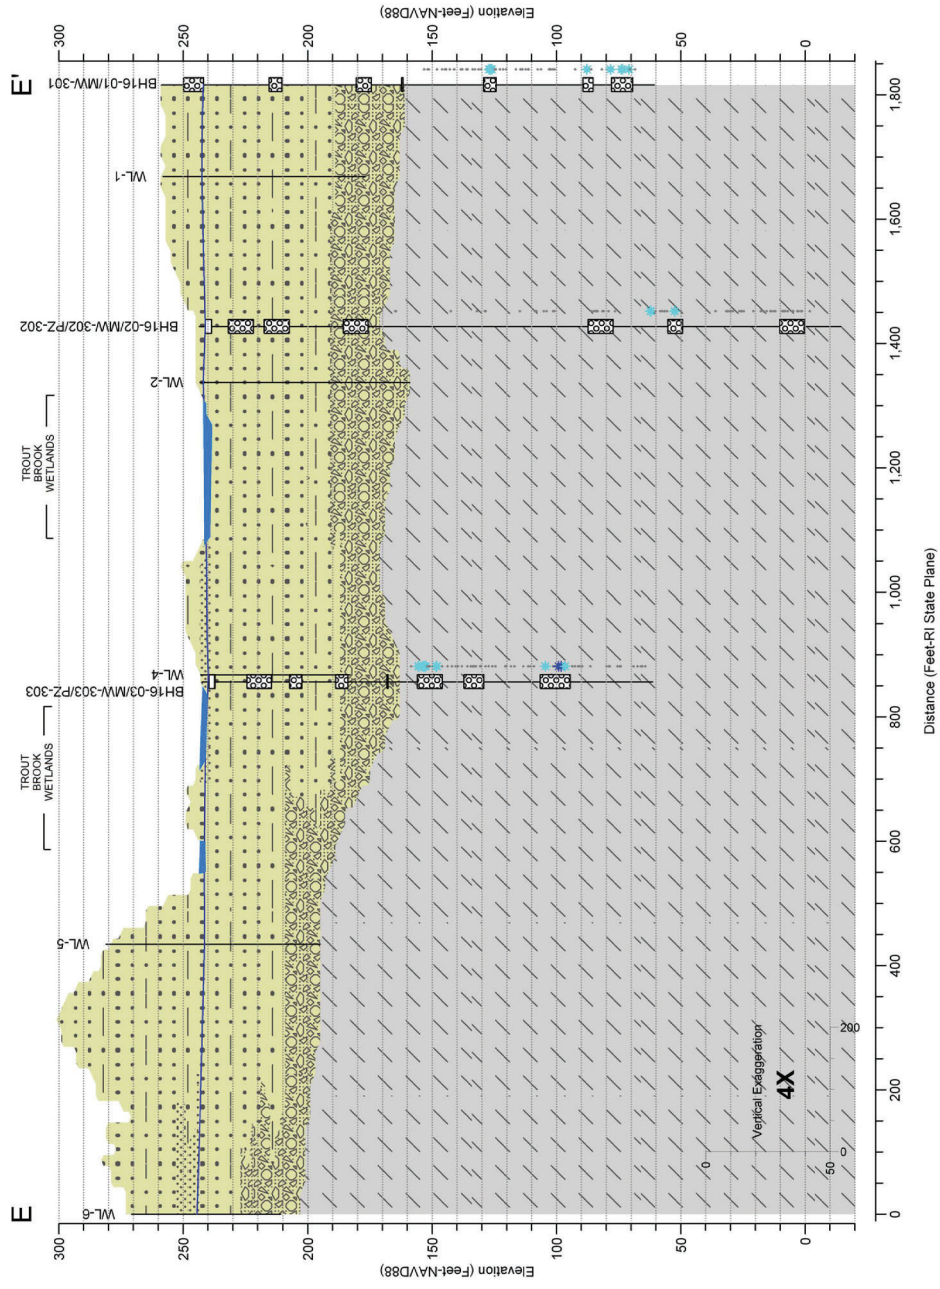 E
E'
TROUT
BROOK
WETLANDS
TROUT
BROOK
WETLANDS
WL-6
WL-5
BH16-03/MW-303/PZ-303
WL-4
WL-2
BH16-02/MW-302/PZ-302
WL-1
BH16-01/MW-301
Elevation (Feet-NAVD88)
300
250
200
150
100
50
0
Elevation (Feet-NAVD88)
300
250
200
150
100
50
0
Vertical Exaggeration
4X
0
50
0
200
0
200
400
600
800
1,000
1,200
1,400
1,600
1,800
Distance (Feet-RI State Plane)